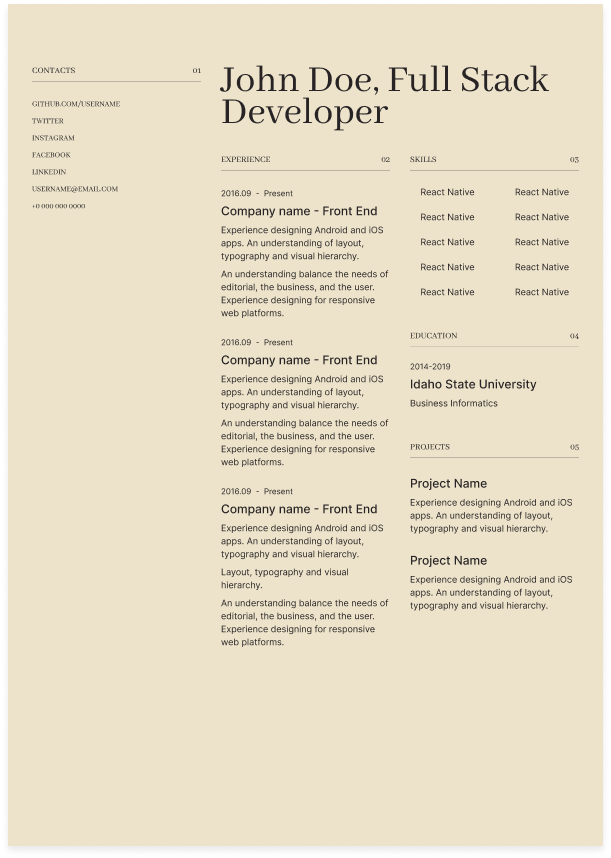 CONTACTS 01
GITHUB.COM/USERNAME
TWITTER
INSTAGRAM
FACEBOOK
LINKEDIN
USERNAME@EMAIL.COM
+0 000 000 0000
John Doe, Full Stack
Developer
EXPERIENCE 02
2016.09 - Present
Company name - Front End
Experience designing Android and iOS
apps. An understanding of layout,
typography and visual hierarchy.
An understanding balance the needs of
editorial, the business, and the user.
Experience designing for responsive
web platforms.
2016.09 - Present
Company name - Front End
Experience designing Android and iOS
apps. An understanding of layout,
typography and visual hierarchy.
An understanding balance the needs of
editorial, the business, and the user.
Experience designing for responsive
web platforms.
2016.09 - Present
Company name - Front End
Experience designing Android and iOS
apps. An understanding of layout,
typography and visual hierarchy.
Layout, typography and visual
hierarchy.
An understanding balance the needs of
editorial, the business, and the user.
Experience designing for responsive
web platforms.
SKILLS 03
React Native React Native
React Native React Native
React Native React Native
React Native React Native
React Native React Native
EDUCATION 04
2014-2019
Idaho State University
Business Informatics
PROJECTS 05
Project Name
Experience designing Android and iOS
apps. An understanding of layout,
typography and visual hierarchy.
Project Name
Experience designing Android and iOS
apps. An understanding of layout,
typography and visual hierarchy.